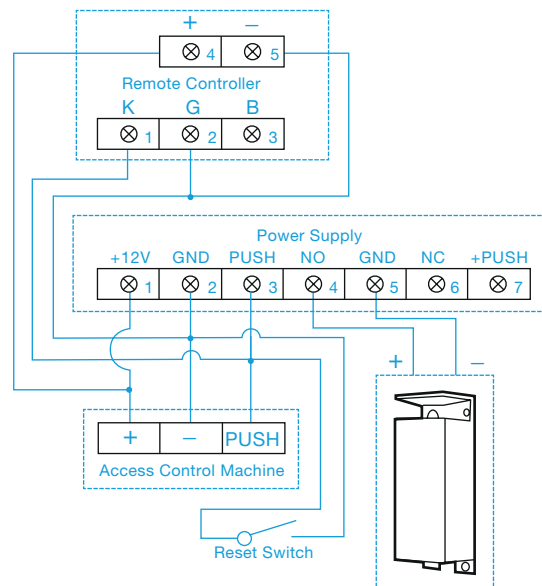 + −
4 5
Remote Controller
K G B
1 2 3
Power Supply
+12V GND PUSH NO GND NC +PUSH
1 2 3 4 5 6 7
+ −
+ − PUSH
Access Control Machine
Reset Switch